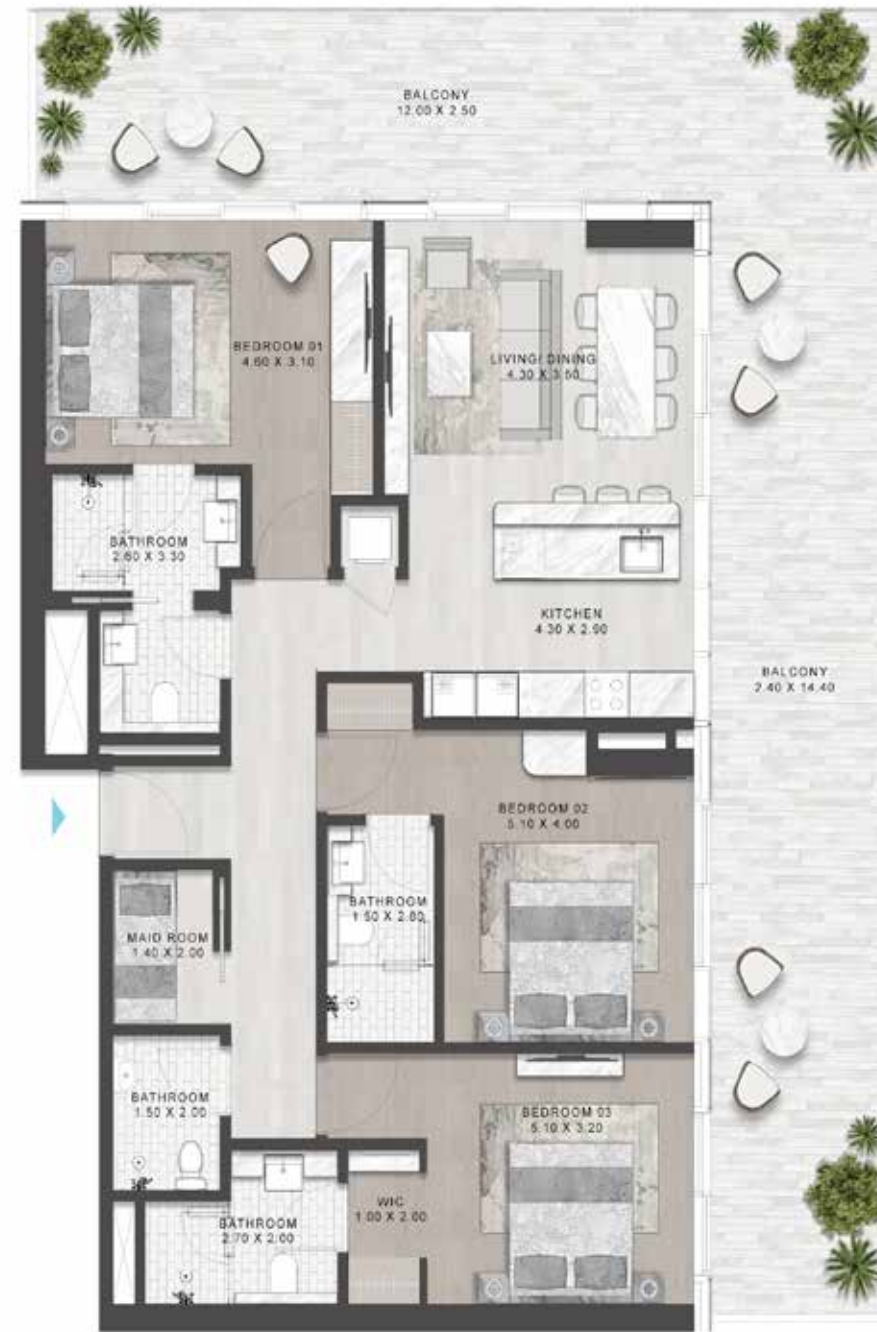 BALCONY
12.00 X 2.50
BEDROOM 01
4.60 X 3.10
LIVING/ DINING
4.30 X 3.60
BATHROOM
2.60 X 3.30
KITCHEN
4.30 X 2.90
BALCONY
2.40 X 14.40
BEDROOM 02
5.10 X 4.00
BATHROOM
1.50 X 2.80
MAID ROOM
1.40 X 2.00
BATHROOM
1.50 X 2.00
BEDROOM 03
5.10 X 3.20
WIC
1.00 X 2.00
BATHROOM
2.70 X 2.00